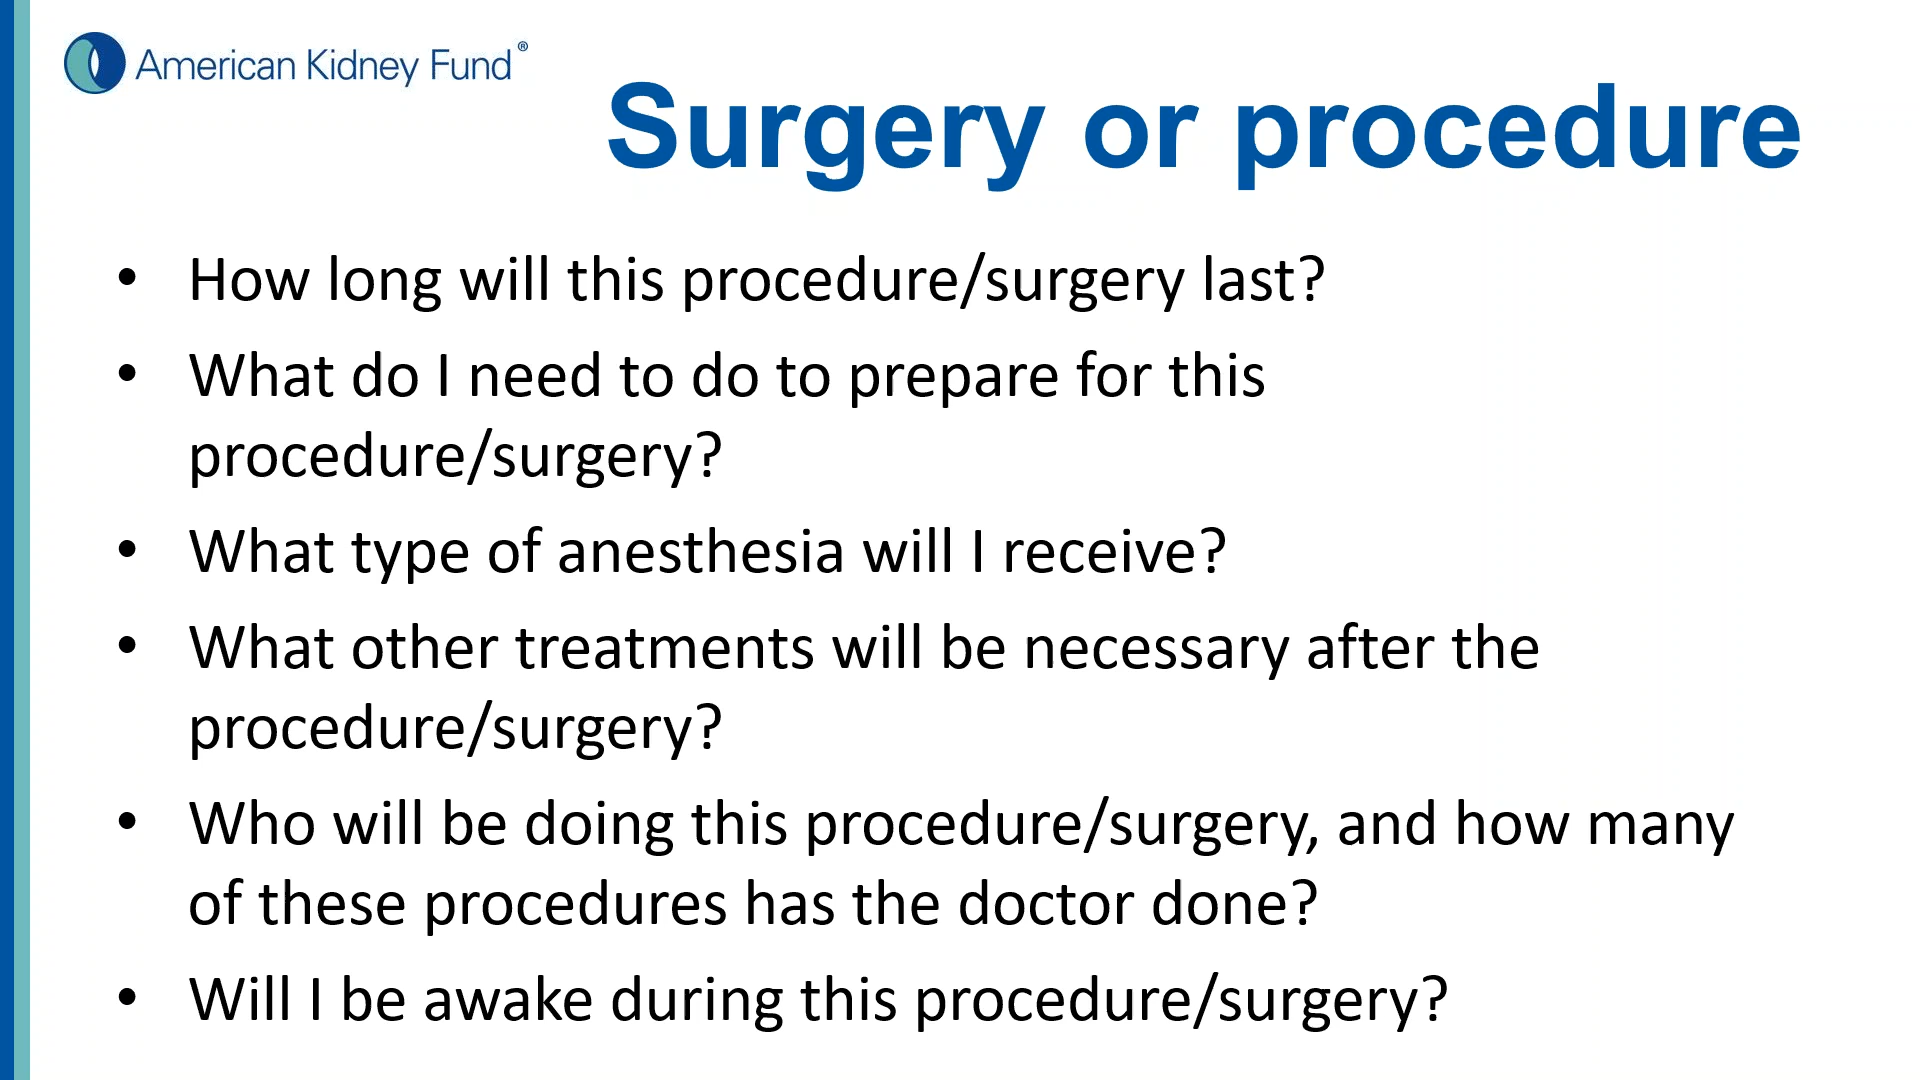 American Kidney Fund®
Surgery or procedure
• How long will this procedure/surgery last?
• What do I need to do to prepare for this
procedure/surgery?
• What type of anesthesia will I receive?
• What other treatments will be necessary after the
procedure/surgery?
• Who will be doing this procedure/surgery, and how many
of these procedures has the doctor done?
• Will I be awake during this procedure/surgery?